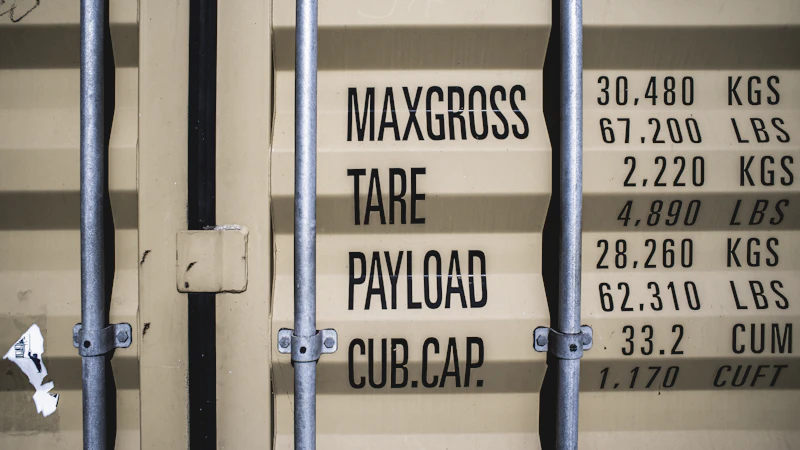 MAXGROSS 30,480 KGS
67,200 LBS
TARE 2,220 KGS
4,890 LBS
PAYLOAD 28,260 KGS
62,310 LBS
CUB.CAP. 33.2 CUM
1,170 CUFT